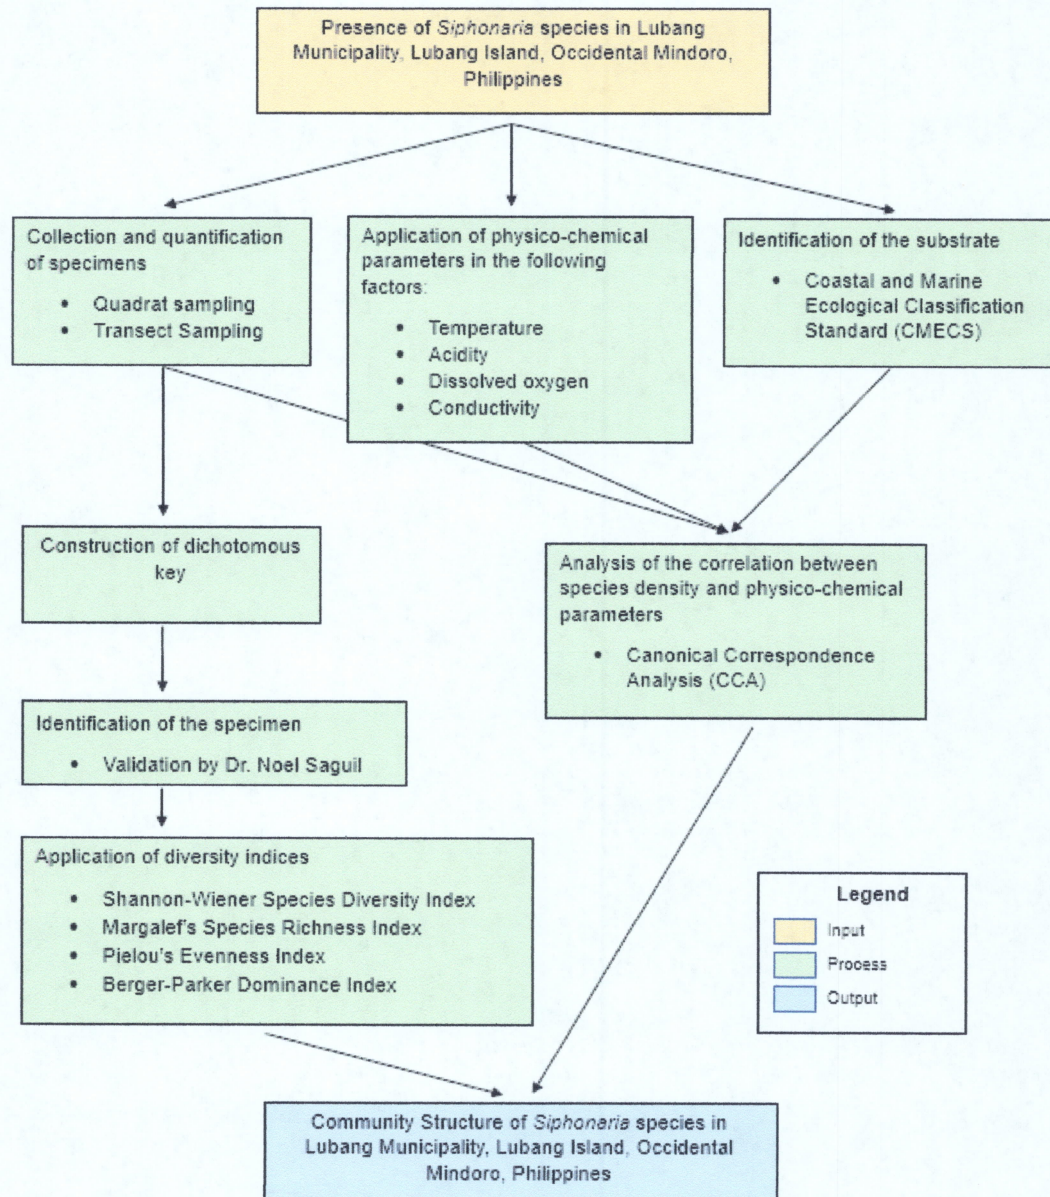 Presence of Siphonaria species in Lubang
Municipality, Lubang Island, Occidental Mindoro,
Philippines
Collection and quantification
of specimens
• Quadrat sampling
• Transect Sampling
Application of physico-chemical
parameters in the following
factors:
• Temperature
• Acidity
• Dissolved oxygen
• Conductivity
Identification of the substrate
• Coastal and Marine
Ecological Classification
Standard (CMECS)
Construction of dichotomous
key
Analysis of the correlation between
species density and physico-chemical
parameters
• Canonical Correspondence
Analysis (CCA)
Identification of the specimen
• Validation by Dr. Noel Saguil
Application of diversity indices
• Shannon-Wiener Species Diversity Index
• Margalef's Species Richness Index
• Pielou's Evenness Index
• Berger-Parker Dominance Index
Legend
Input
Process
Output
Community Structure of Siphonaria species in
Lubang Municipality, Lubang Island, Occidental
Mindoro, Philippines